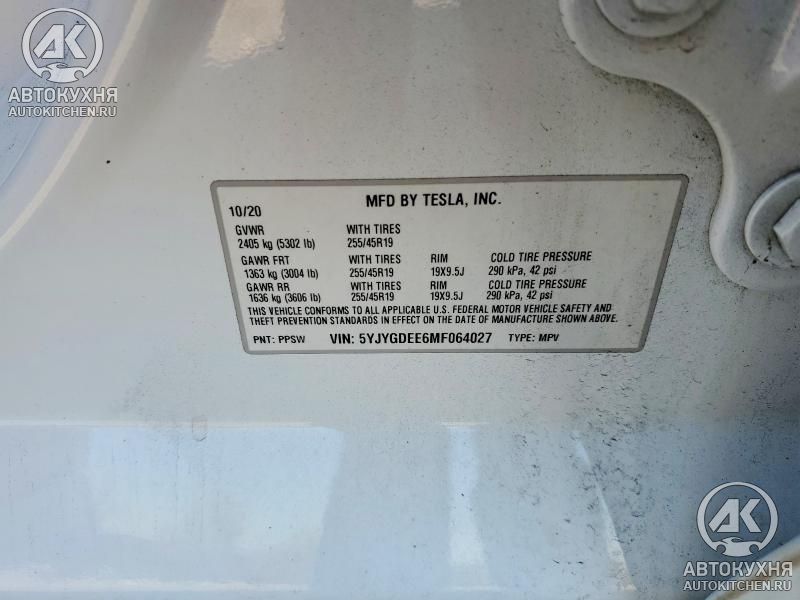 АК
АВТОКУХНЯ
AUTOKITCHEN.RU
10/20 MFD BY TESLA, INC.
GVWR WITH TIRES
2405 kg (5302 lb) 255/45R19
GAWR FRT WITH TIRES RIM COLD TIRE PRESSURE
1363 kg (3004 lb) 255/45R19 19X9.5J 290 kPa, 42 psi
GAWR RR WITH TIRES RIM COLD TIRE PRESSURE
1636 kg (3606 lb) 255/45R19 19X9.5J 290 kPa, 42 psi
THIS VEHICLE CONFORMS TO ALL APPLICABLE U.S. FEDERAL MOTOR VEHICLE SAFETY AND
THEFT PREVENTION STANDARDS IN EFFECT ON THE DATE OF MANUFACTURE SHOWN ABOVE.
PNT: PPSW VIN: 5YJYGDEE6MF064027 TYPE: MPV
АК
АВТОКУХНЯ
AUTOKITCHEN.RU